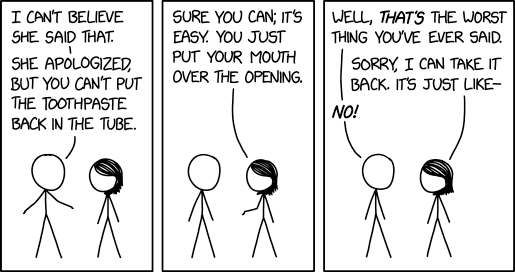 I CAN'T BELIEVE
SHE SAID THAT.
SHE APOLOGIZED,
BUT YOU CAN'T PUT
THE TOOTHPASTE
BACK IN THE TUBE.
SURE YOU CAN; IT'S
EASY. YOU JUST
PUT YOUR MOUTH
OVER THE OPENING.
WELL, THAT'S THE WORST
THING YOU'VE EVER SAID.
SORRY, I CAN TAKE IT
BACK. IT'S JUST LIKE–
NO!